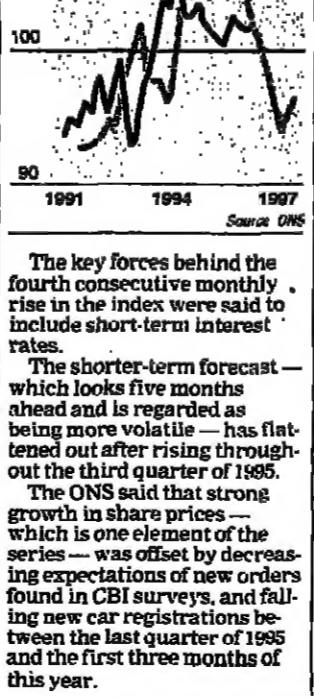 100
90
1991 1994 1997
Source ONS
The key forces behind the
fourth consecutive monthly
rise in the index were said to
include short-term interest
rates.
The shorter-term forecast —
which looks five months
ahead and is regarded as
being more volatile — has flat-
tened out after rising through-
out the third quarter of 1995.
The ONS said that strong
growth in share prices —
which is one element of the
series — was offset by decreas-
ing expectations of new orders
found in CBI surveys, and fall-
ing new car registrations be-
tween the last quarter of 1995
and the first three months of
this year.